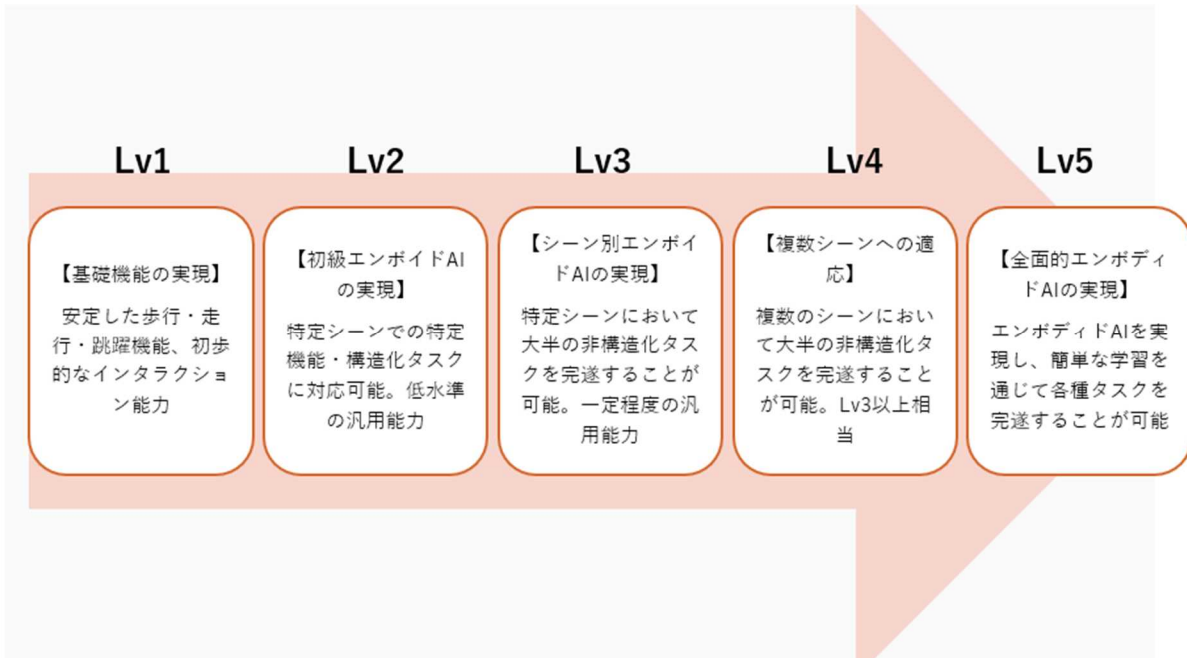 Lv1
【基礎機能の実現】
安定した歩行・走
行・跳躍機能、初歩
的なインタラクショ
ン能力
Lv2
【初級エンボイドAI
の実現】
特定シーンでの特定
機能・構造化タスク
に対応可能。低水準
の汎用能力
Lv3
【シーン別エンボイ
ドAIの実現】
特定シーンにおいて
大半の非構造化タス
クを完遂することが
可能。一定程度の汎
用能力
Lv4
【複数シーンへの適
応】
複数のシーンにおい
て大半の非構造化タ
スクを完遂すること
が可能。Lv3以上相
当
Lv5
【全面的エンボディ
ドAIの実現】
エンボディドAIを実
現し、簡単な学習を
通じて各種タスクを
完遂することが可能